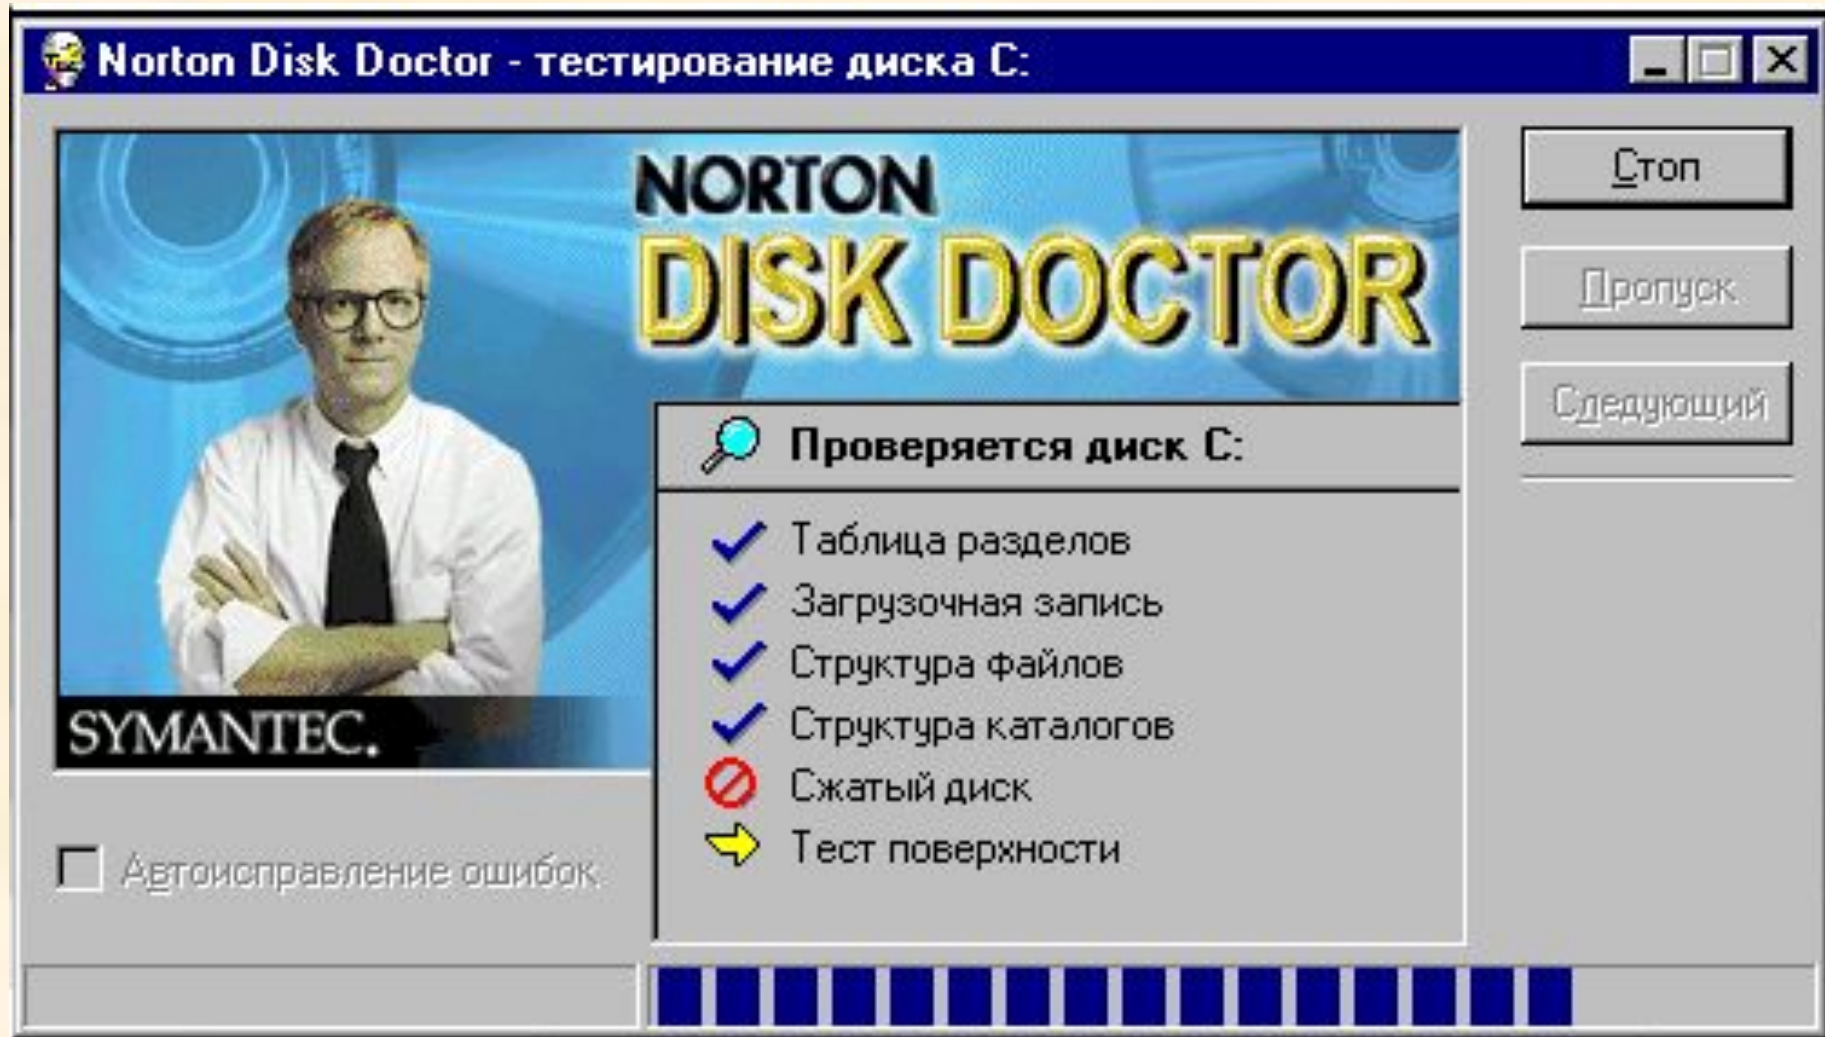 Norton Disk Doctor - тестирование диска C:
NORTON
DISK DOCTOR
SYMANTEC.
Проверяется диск C:
Таблица разделов
Загрузочная запись
Структура файлов
Структура каталогов
Сжатый диск
Тест поверхности
Автоисправление ошибок
Стоп
Пропуск
Следующий